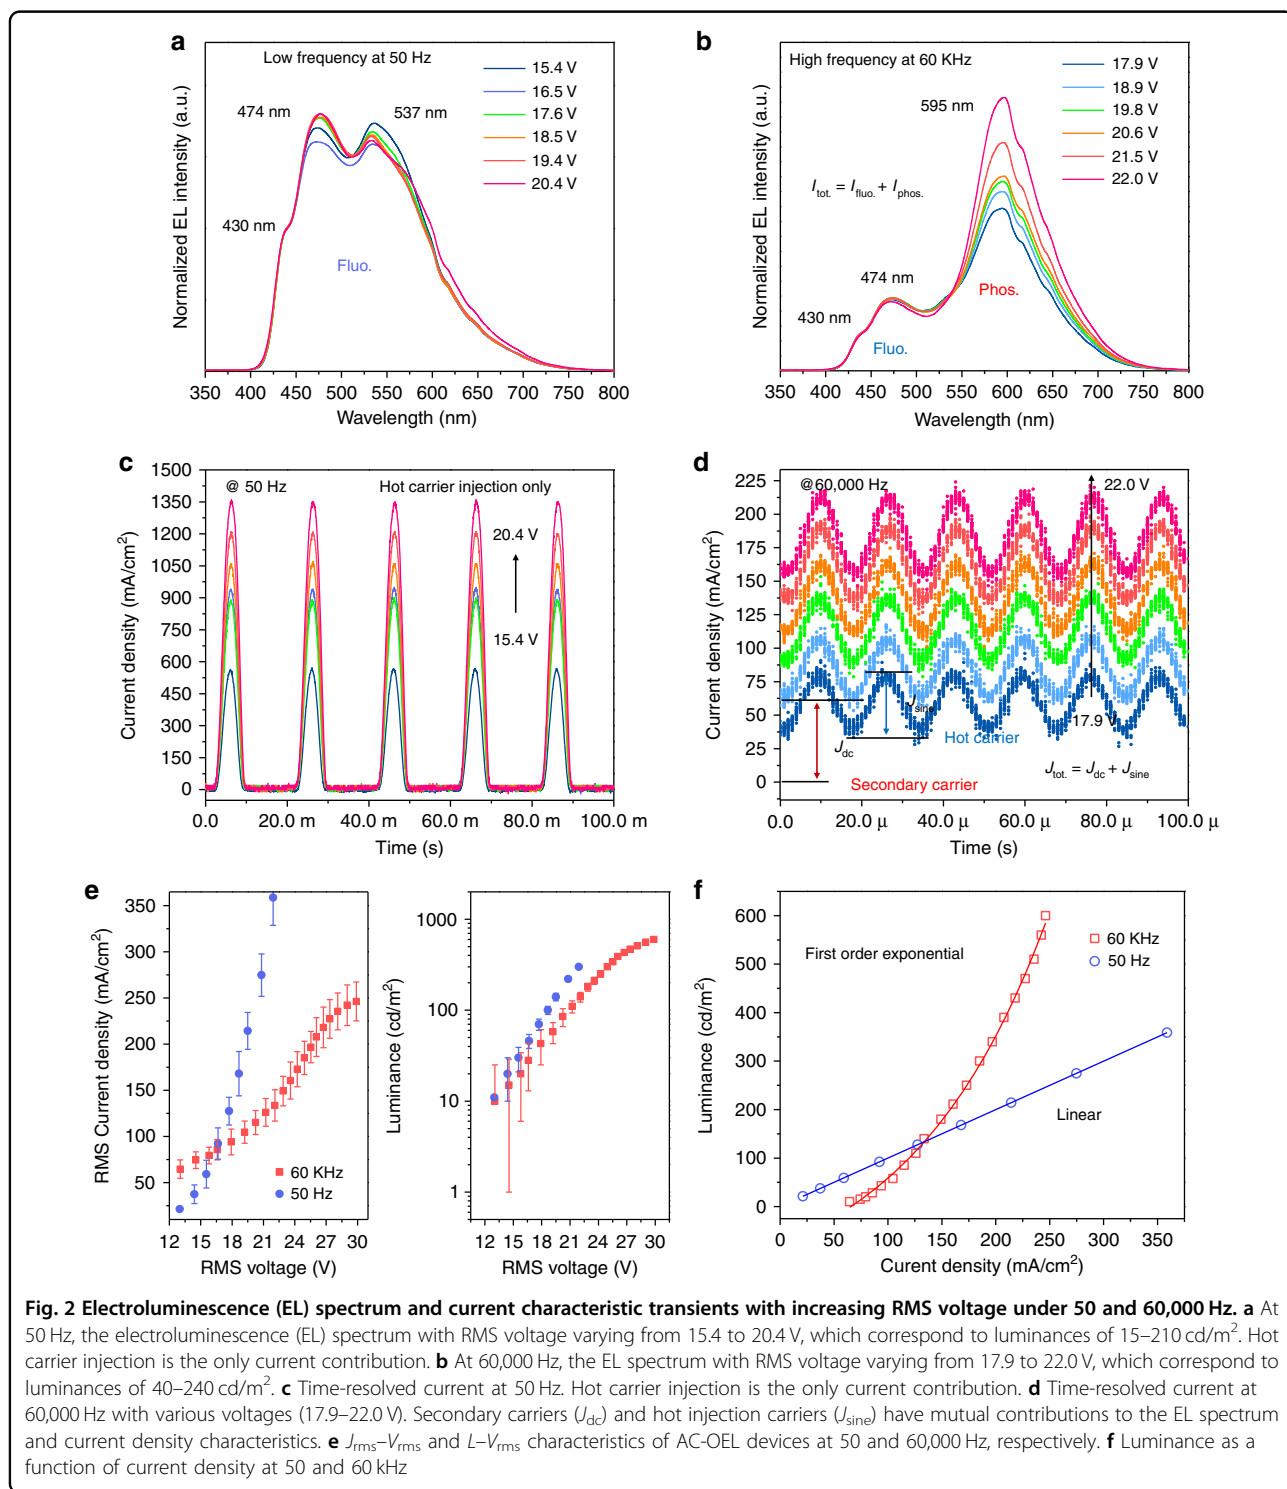 a
Low frequency at 50 Hz
15.4 V
16.5 V
17.6 V
18.5 V
19.4 V
20.4 V
474 nm
537 nm
430 nm
Fluo.
Normalized EL intensity (a.u.)
350 400 450 500 550 600 650 700 750 800
Wavelength (nm)
b
High frequency at 60 KHz
17.9 V
18.9 V
19.8 V
20.6 V
21.5 V
22.0 V
595 nm
I_tot. = I_fluo. + I_phos.
474 nm
430 nm
Phos.
Fluo.
Normalized EL intensity (a.u.)
350 400 450 500 550 600 650 700 750 800
Wavelength (nm)
c
@ 50 Hz
Hot carrier injection only
20.4 V
15.4 V
Current density (mA/cm²)
1500
1350
1200
1050
900
750
600
450
300
150
0
0.0 20.0 m 40.0 m 60.0 m 80.0 m 100.0 m
Time (s)
d
@60,000 Hz
22.0 V
17.9 V
J_sine
Hot carrier
J_dc
Secondary carrier
J_tot. = J_dc + J_sine
Current density (mA/cm²)
225
200
175
150
125
100
75
50
25
0
0.0 20.0 µ 40.0 µ 60.0 µ 80.0 µ 100.0 µ
Time (s)
e
RMS Current density (mA/cm²)
350
300
250
200
150
100
50
60 KHz
50 Hz
12 15 18 21 24 27 30
RMS voltage (V)
Luminance (cd/m²)
1000
100
10
1
12 15 18 21 24 27 30
RMS voltage (V)
f
First order exponential
60 KHz
50 Hz
Linear
Luminance (cd/m²)
600
500
400
300
200
100
0
0 50 100 150 200 250 300 350
Curent density (mA/cm²)
Fig. 2 Electroluminescence (EL) spectrum and current characteristic transients with increasing RMS voltage under 50 and 60,000 Hz. a At
50 Hz, the electroluminescence (EL) spectrum with RMS voltage varying from 15.4 to 20.4 V, which correspond to luminances of 15–210 cd/m². Hot
carrier injection is the only current contribution. b At 60,000 Hz, the EL spectrum with RMS voltage varying from 17.9 to 22.0 V, which correspond to
luminances of 40–240 cd/m². c Time-resolved current at 50 Hz. Hot carrier injection is the only current contribution. d Time-resolved current at
60,000 Hz with various voltages (17.9–22.0 V). Secondary carriers (J_dc) and hot injection carriers (J_sine) have mutual contributions to the EL spectrum
and current density characteristics. e J_rms–V_rms and L–V_rms characteristics of AC-OEL devices at 50 and 60,000 Hz, respectively. f Luminance as a
function of current density at 50 and 60 kHz